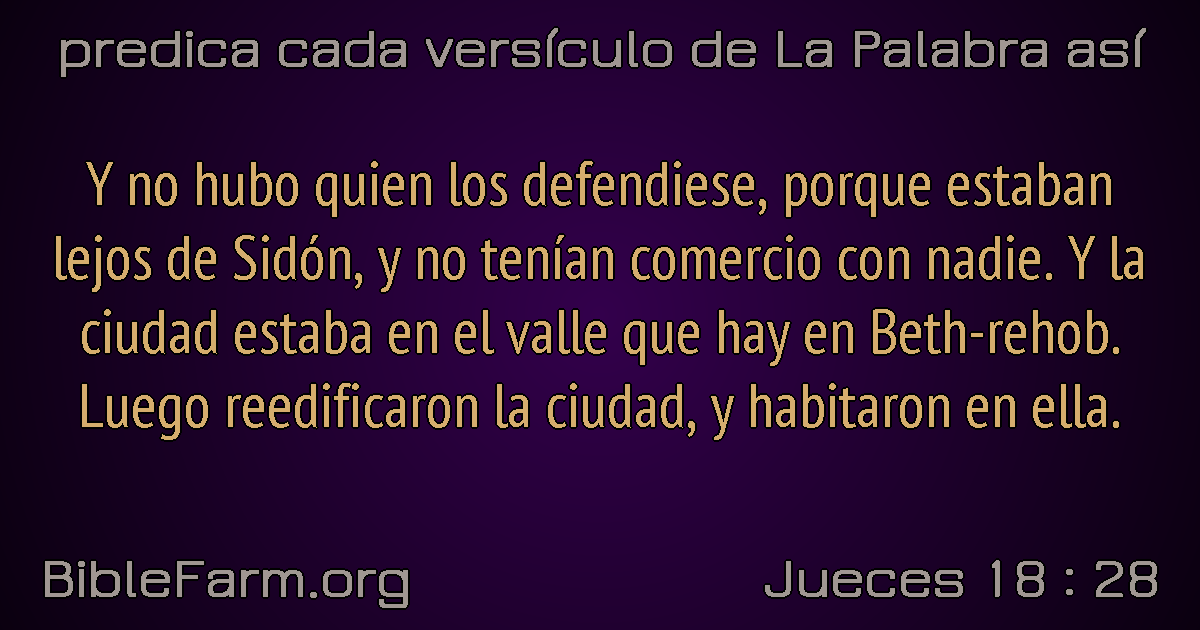 predica cada versículo de La Palabra así
Y no hubo quien los defendiese, porque estaban
lejos de Sidón, y no tenían comercio con nadie. Y la
ciudad estaba en el valle que hay en Beth-rehob.
Luego reedificaron la ciudad, y habitaron en ella.
BibleFarm.org
Jueces 18 : 28